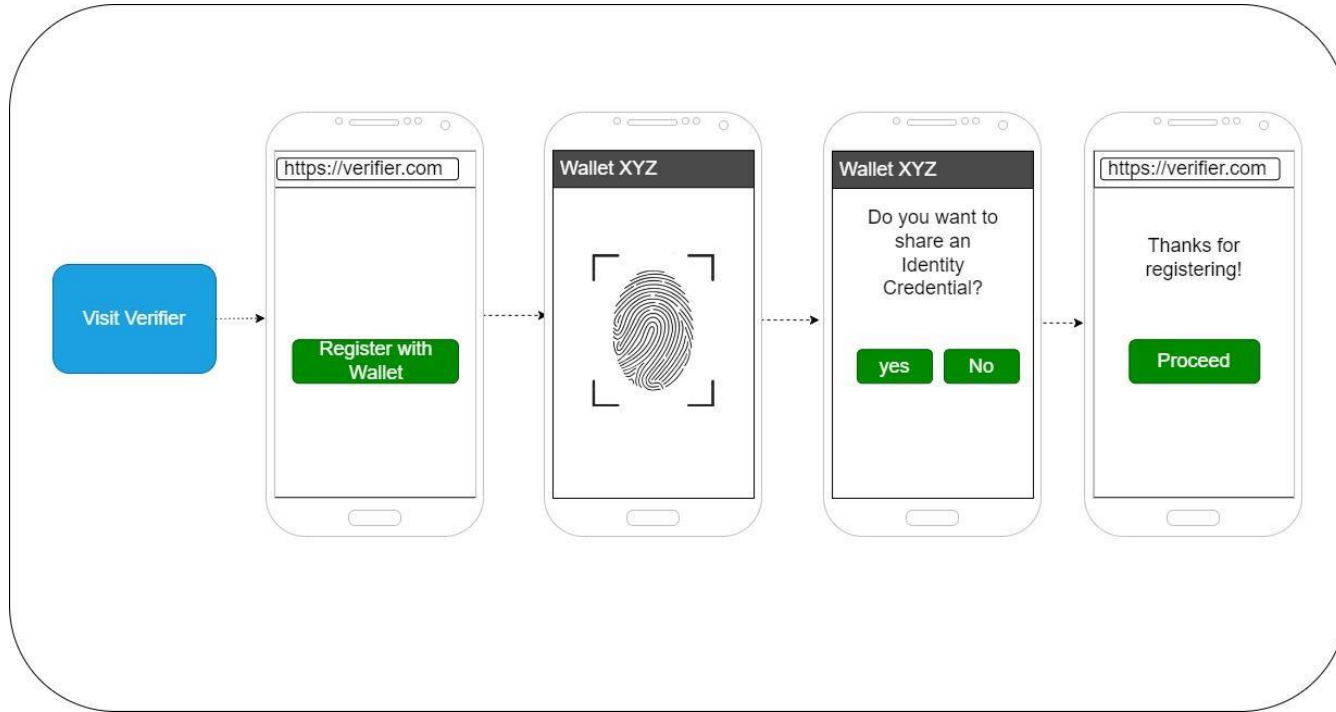 Visit Verifier
https://verifier.com
Register with
Wallet
Wallet XYZ
Wallet XYZ
Do you want to
share an
Identity
Credential?
yes
No
https://verifier.com
Thanks for
registering!
Proceed